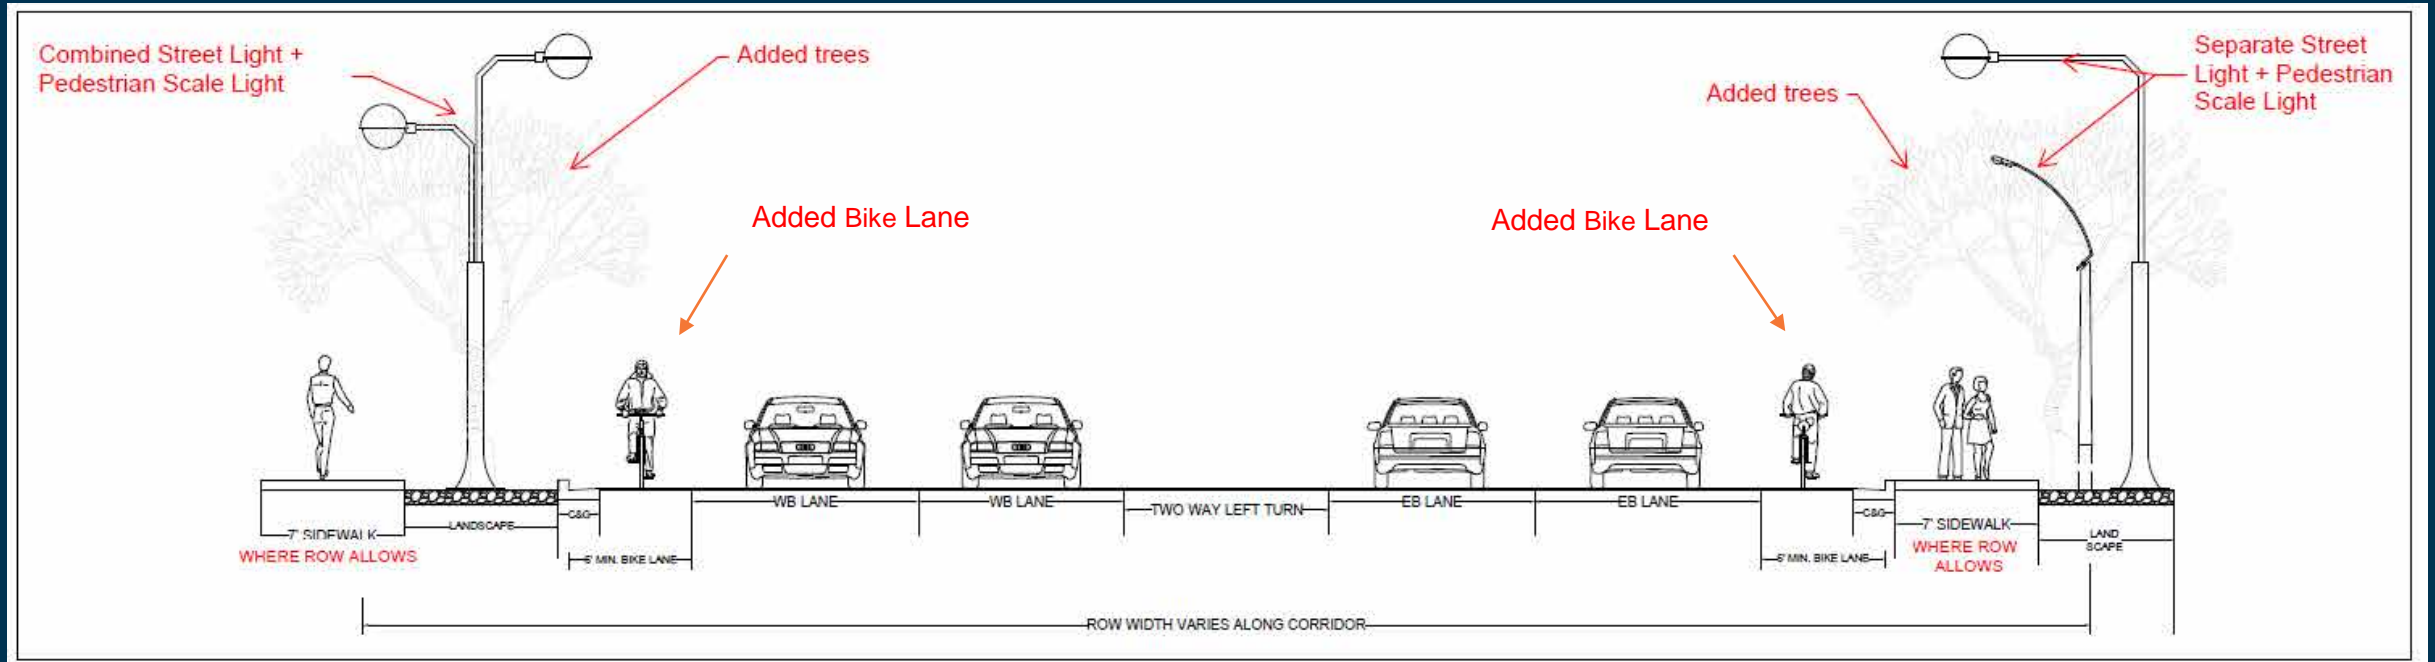 Combined Street Light +
Pedestrian Scale Light
Added trees
Added trees
Separate Street
Light + Pedestrian
Scale Light
Added Bike Lane
Added Bike Lane
WB LANE
WB LANE
TWO WAY LEFT TURN
EB LANE
EB LANE
C&G
C&G
LANDSCAPE
7' SIDEWALK
WHERE ROW ALLOWS
MIN. BIKE LANE
MIN. BIKE LANE
7' SIDEWALK
WHERE ROW
ALLOWS
LAND
SCAPE
ROW WIDTH VARIES ALONG CORRIDOR